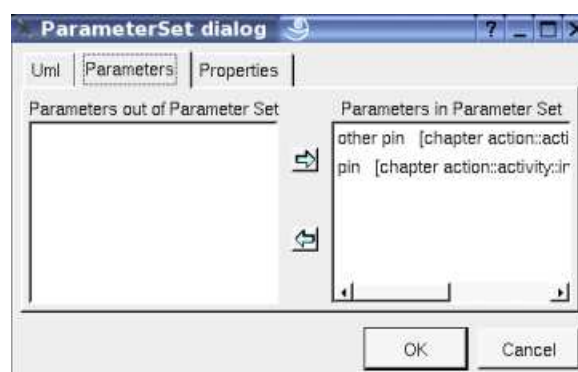 ParameterSet dialog
Uml
Parameters
Properties
Parameters out of Parameter Set
Parameters in Parameter Set
other pin [chapter action::acti
pin [chapter action::activity::ir
OK
Cancel